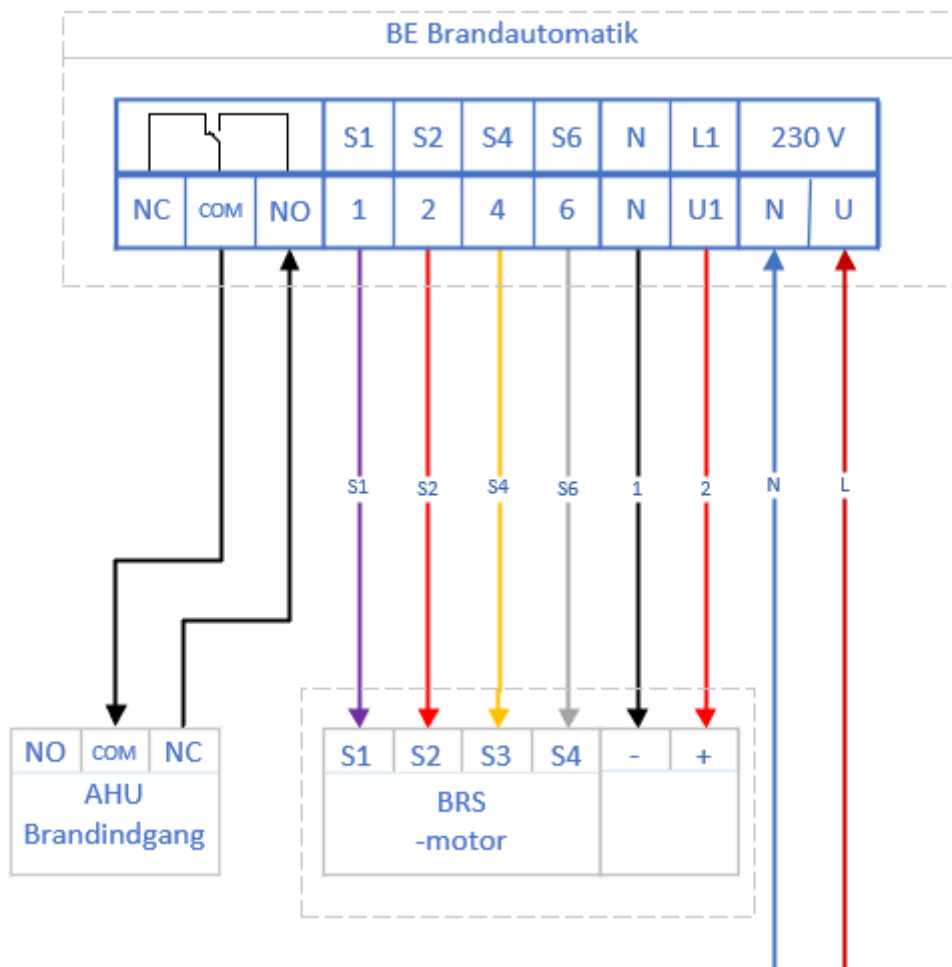 BE Brandautomatik
S1 S2 S4 S6 N L1 230 V
NC COM NO 1 2 4 6 N U1 N U
S1 S2 S4 S6 1 2 N L
NO COM NC
AHU
Brandindgang
S1 S2 S3 S4 - +
BRS
-motor